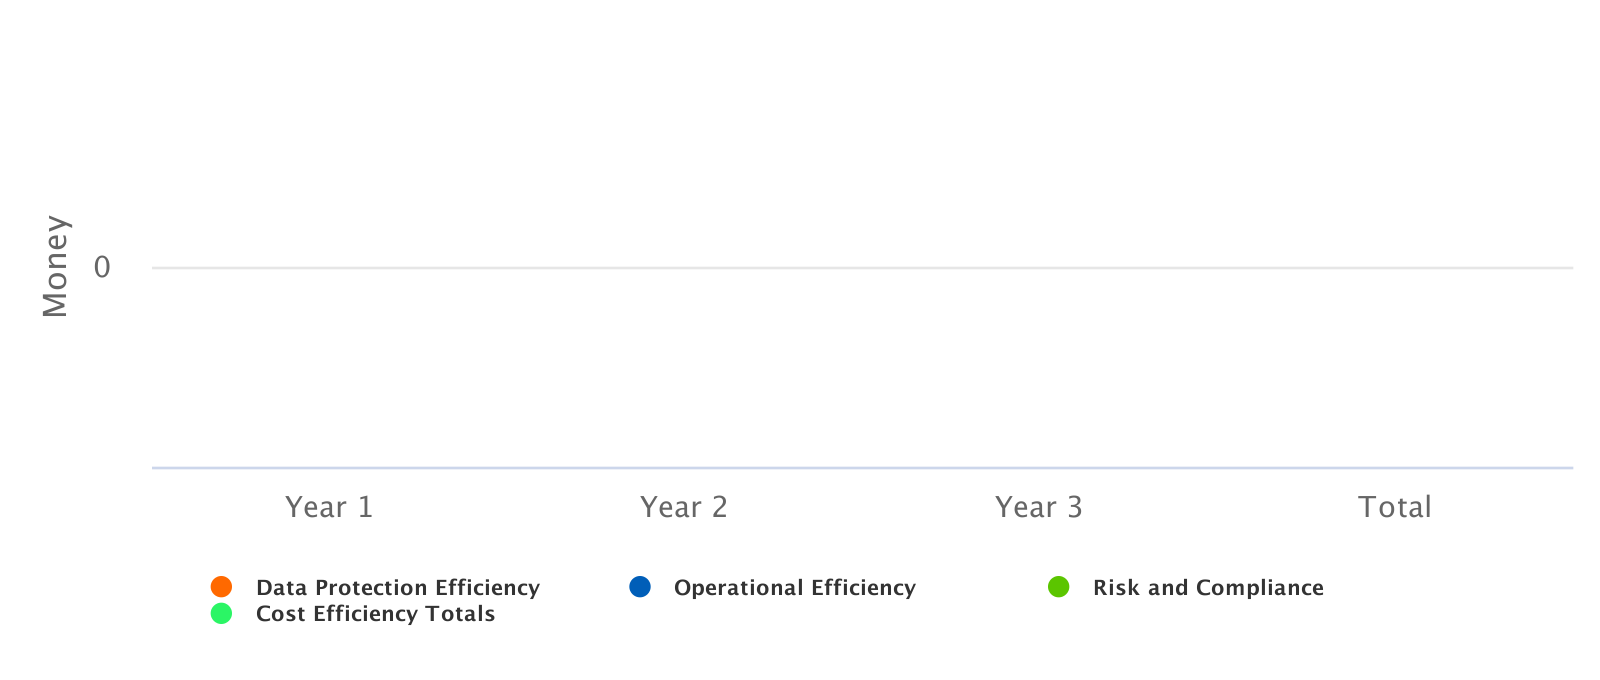 Money
0
Year 1 Year 2 Year 3 Total
Data Protection Efficiency Operational Efficiency Risk and Compliance
Cost Efficiency Totals